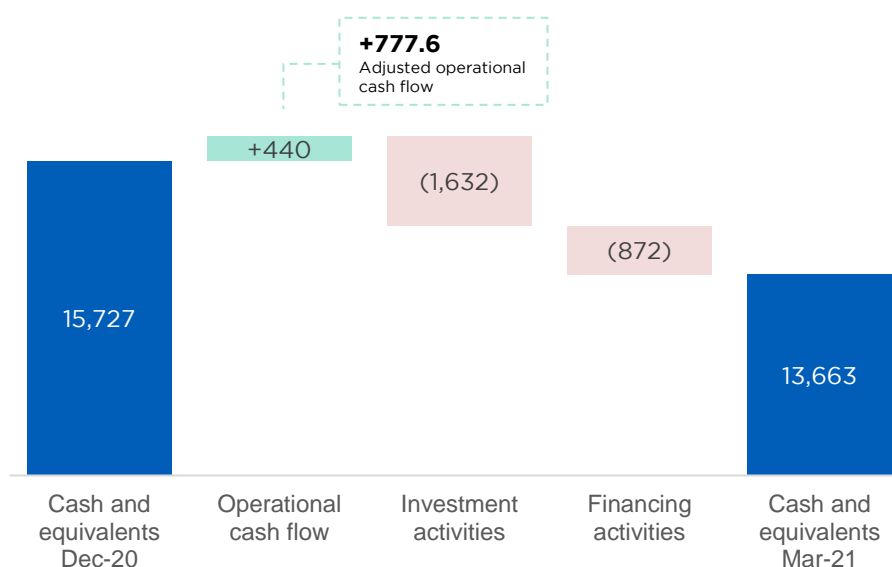 +777.6
Adjusted operational
cash flow
+440
(1,632)
(872)
15,727
13,663
Cash and
equivalents
Dec-20
Operational
cash flow
Investment
activities
Financing
activities
Cash and
equivalents
Mar-21